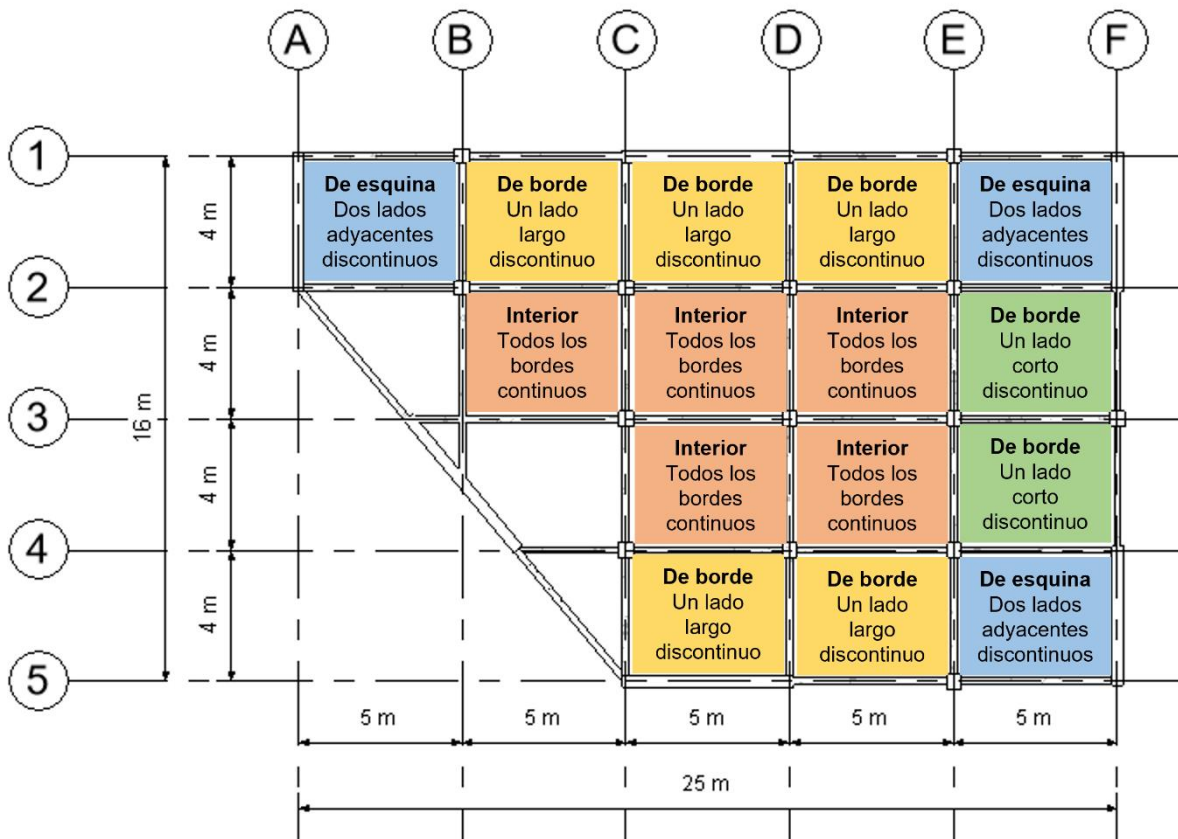 A B C D E F
1
De esquina
Dos lados
adyacentes
discontinuos
De borde
Un lado
largo
discontinuo
De borde
Un lado
largo
discontinuo
De borde
Un lado
largo
discontinuo
De esquina
Dos lados
adyacentes
discontinuos
4 m
2
Interior
Todos los
bordes
continuos
Interior
Todos los
bordes
continuos
Interior
Todos los
bordes
continuos
De borde
Un lado
corto
discontinuo
4 m
3
16 m
Interior
Todos los
bordes
continuos
Interior
Todos los
bordes
continuos
De borde
Un lado
corto
discontinuo
4 m
4
De borde
Un lado
largo
discontinuo
De borde
Un lado
largo
discontinuo
De esquina
Dos lados
adyacentes
discontinuos
4 m
5
5 m 5 m 5 m 5 m 5 m
25 m